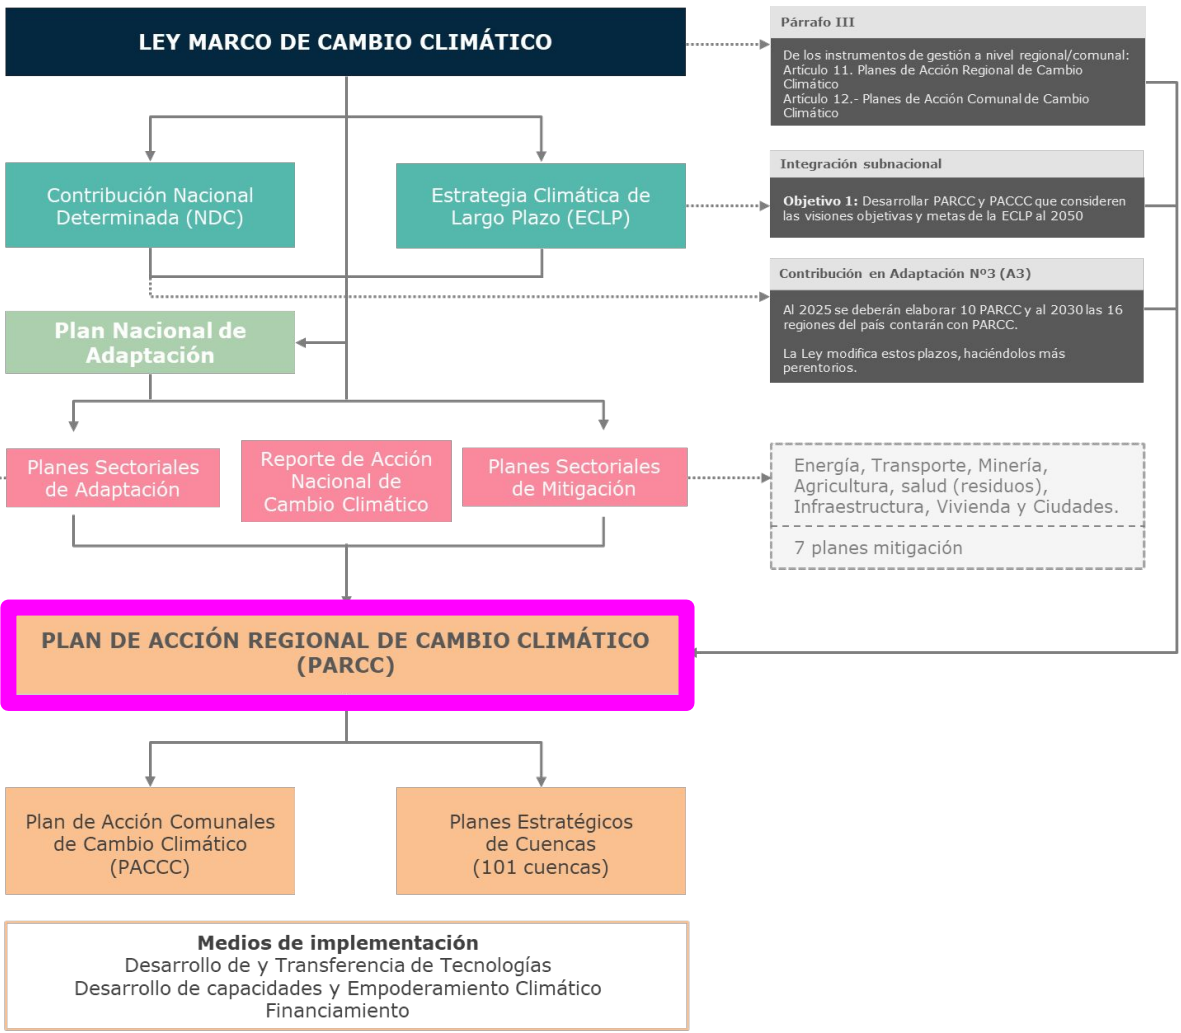 LEY MARCO DE CAMBIO CLIMÁTICO
Párrafo III
De los instrumentos de gestión a nivel regional/comunal:
Artículo 11. Planes de Acción Regional de Cambio
Climático
Artículo 12.- Planes de Acción Comunal de Cambio
Climático
Contribución Nacional
Determinada (NDC)
Estrategia Climática de
Largo Plazo (ECLP)
Integración subnacional
Objetivo 1: Desarrollar PARCC y PACCC que consideren
las visiones objetivas y metas de la ECLP al 2050
Contribución en Adaptación Nº3 (A3)
Al 2025 se deberán elaborar 10 PARCC y al 2030 las 16
regiones del país contarán con PARCC.
La Ley modifica estos plazos, haciéndolos más
perentorios.
Plan Nacional de
Adaptación
Planes Sectoriales
de Adaptación
Reporte de Acción
Nacional de
Cambio Climático
Planes Sectoriales
de Mitigación
Energía, Transporte, Minería,
Agricultura, salud (residuos),
Infraestructura, Vivienda y Ciudades.
7 planes mitigación
PLAN DE ACCIÓN REGIONAL DE CAMBIO CLIMÁTICO
(PARCC)
Plan de Acción Comunales
de Cambio Climático
(PACCC)
Planes Estratégicos
de Cuencas
(101 cuencas)
Medios de implementación
Desarrollo de y Transferencia de Tecnologías
Desarrollo de capacidades y Empoderamiento Climático
Financiamiento